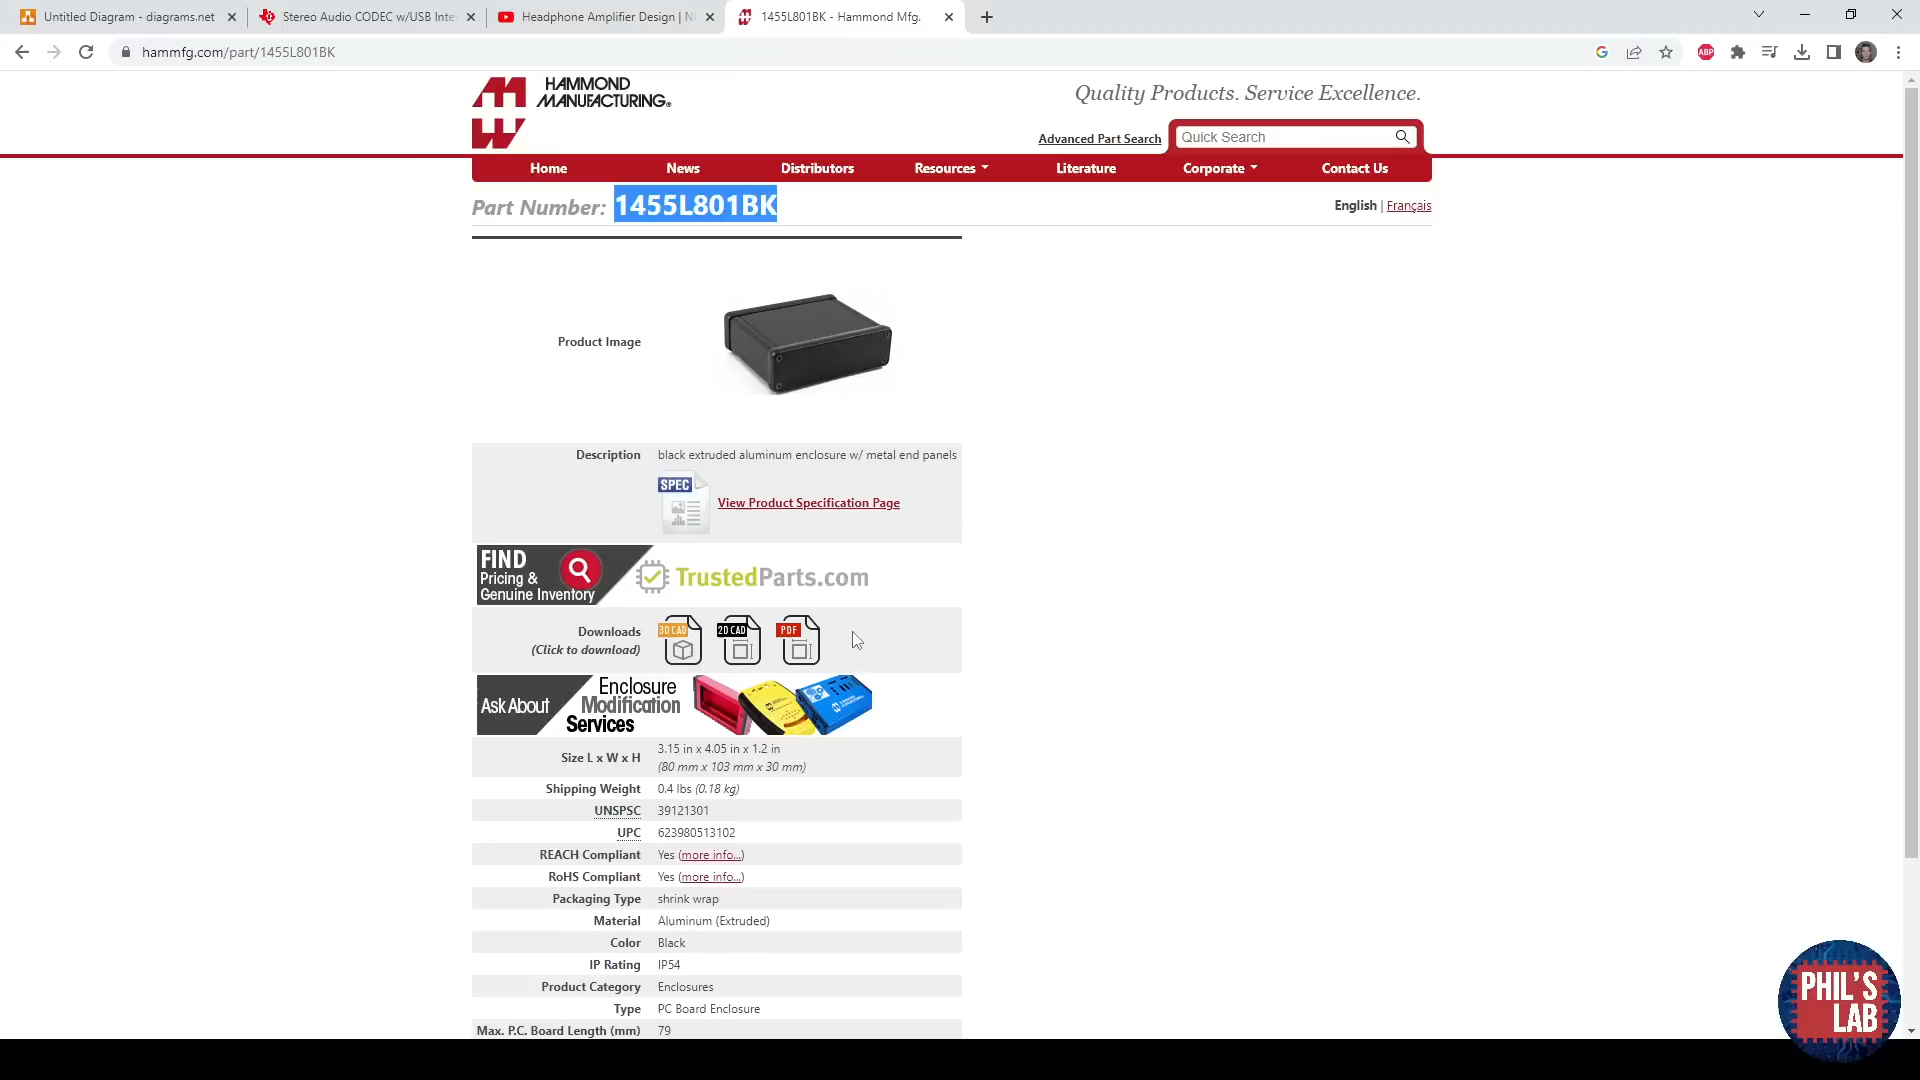 Untitled Diagram - diagrams.net
Stereo Audio CODEC w/USB Inte
Headphone Amplifier Design |
1455L801BK - Hammond Mfg.
hammfg.com/part/1455L801BK
ABP
HAMMOND
MANUFACTURING®
Quality Products. Service Excellence.
Advanced Part Search
Quick Search
Home
News
Distributors
Resources
Literature
Corporate
Contact Us
Part Number: 1455L801BK
English | Français
Product Image
Description
black extruded aluminum enclosure w/ metal end panels
SPEC
View Product Specification Page
FIND
Pricing &
Genuine Inventory
TrustedParts.com
Downloads
(Click to download)
3D CAD
2D CAD
PDF
Ask About
Enclosure
Modification
Services
Size L x W x H
3.15 in x 4.05 in x 1.2 in
(80 mm x 103 mm x 30 mm)
Shipping Weight
0.4 lbs (0.18 kg)
UNSPSC
39121301
UPC
623980513102
REACH Compliant
Yes (more info...)
RoHS Compliant
Yes (more info...)
Packaging Type
shrink wrap
Material
Aluminum (Extruded)
Color
Black
IP Rating
IP54
Product Category
Enclosures
Type
PC Board Enclosure
Max. P.C. Board Length (mm)
79
PHIL'S
LAB